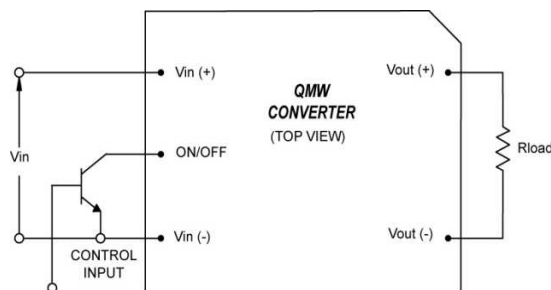 Vin (+)
Vout (+)
QMW
CONVERTER
(TOP VIEW)
Vin
ON/OFF
Rload
Vin (-)
Vout (-)
CONTROL
INPUT